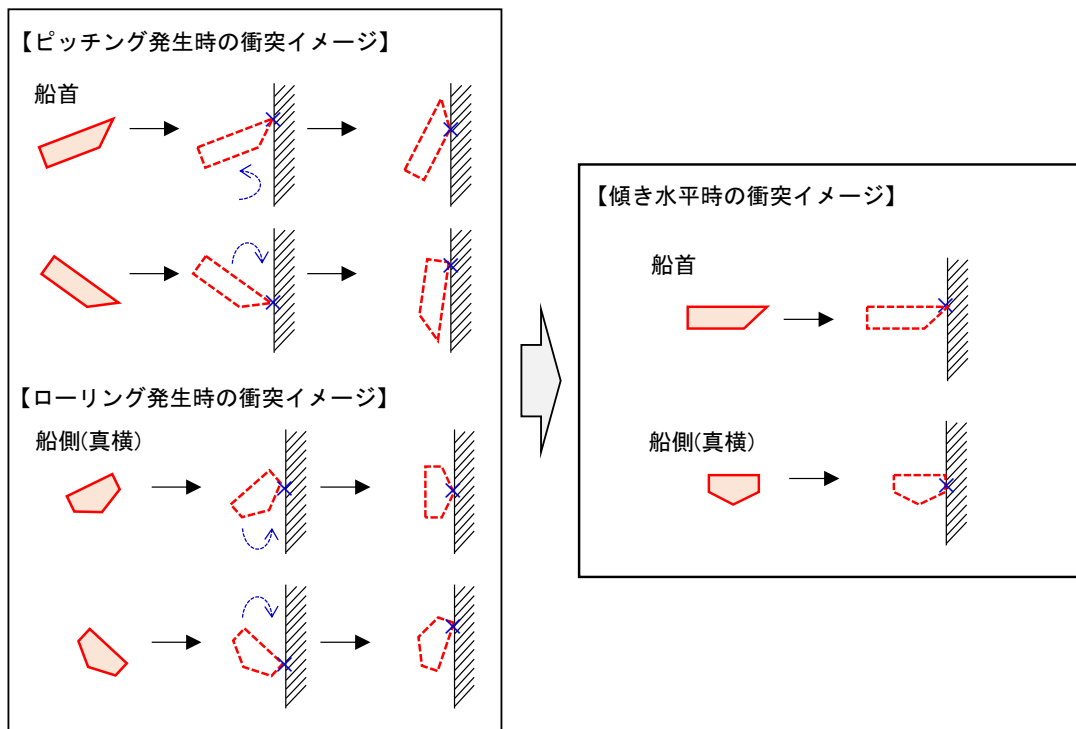 【ピッチング発生時の衝突イメージ】
船首
【ローリング発生時の衝突イメージ】
船側(真横)
【傾き水平時の衝突イメージ】
船首
船側(真横)